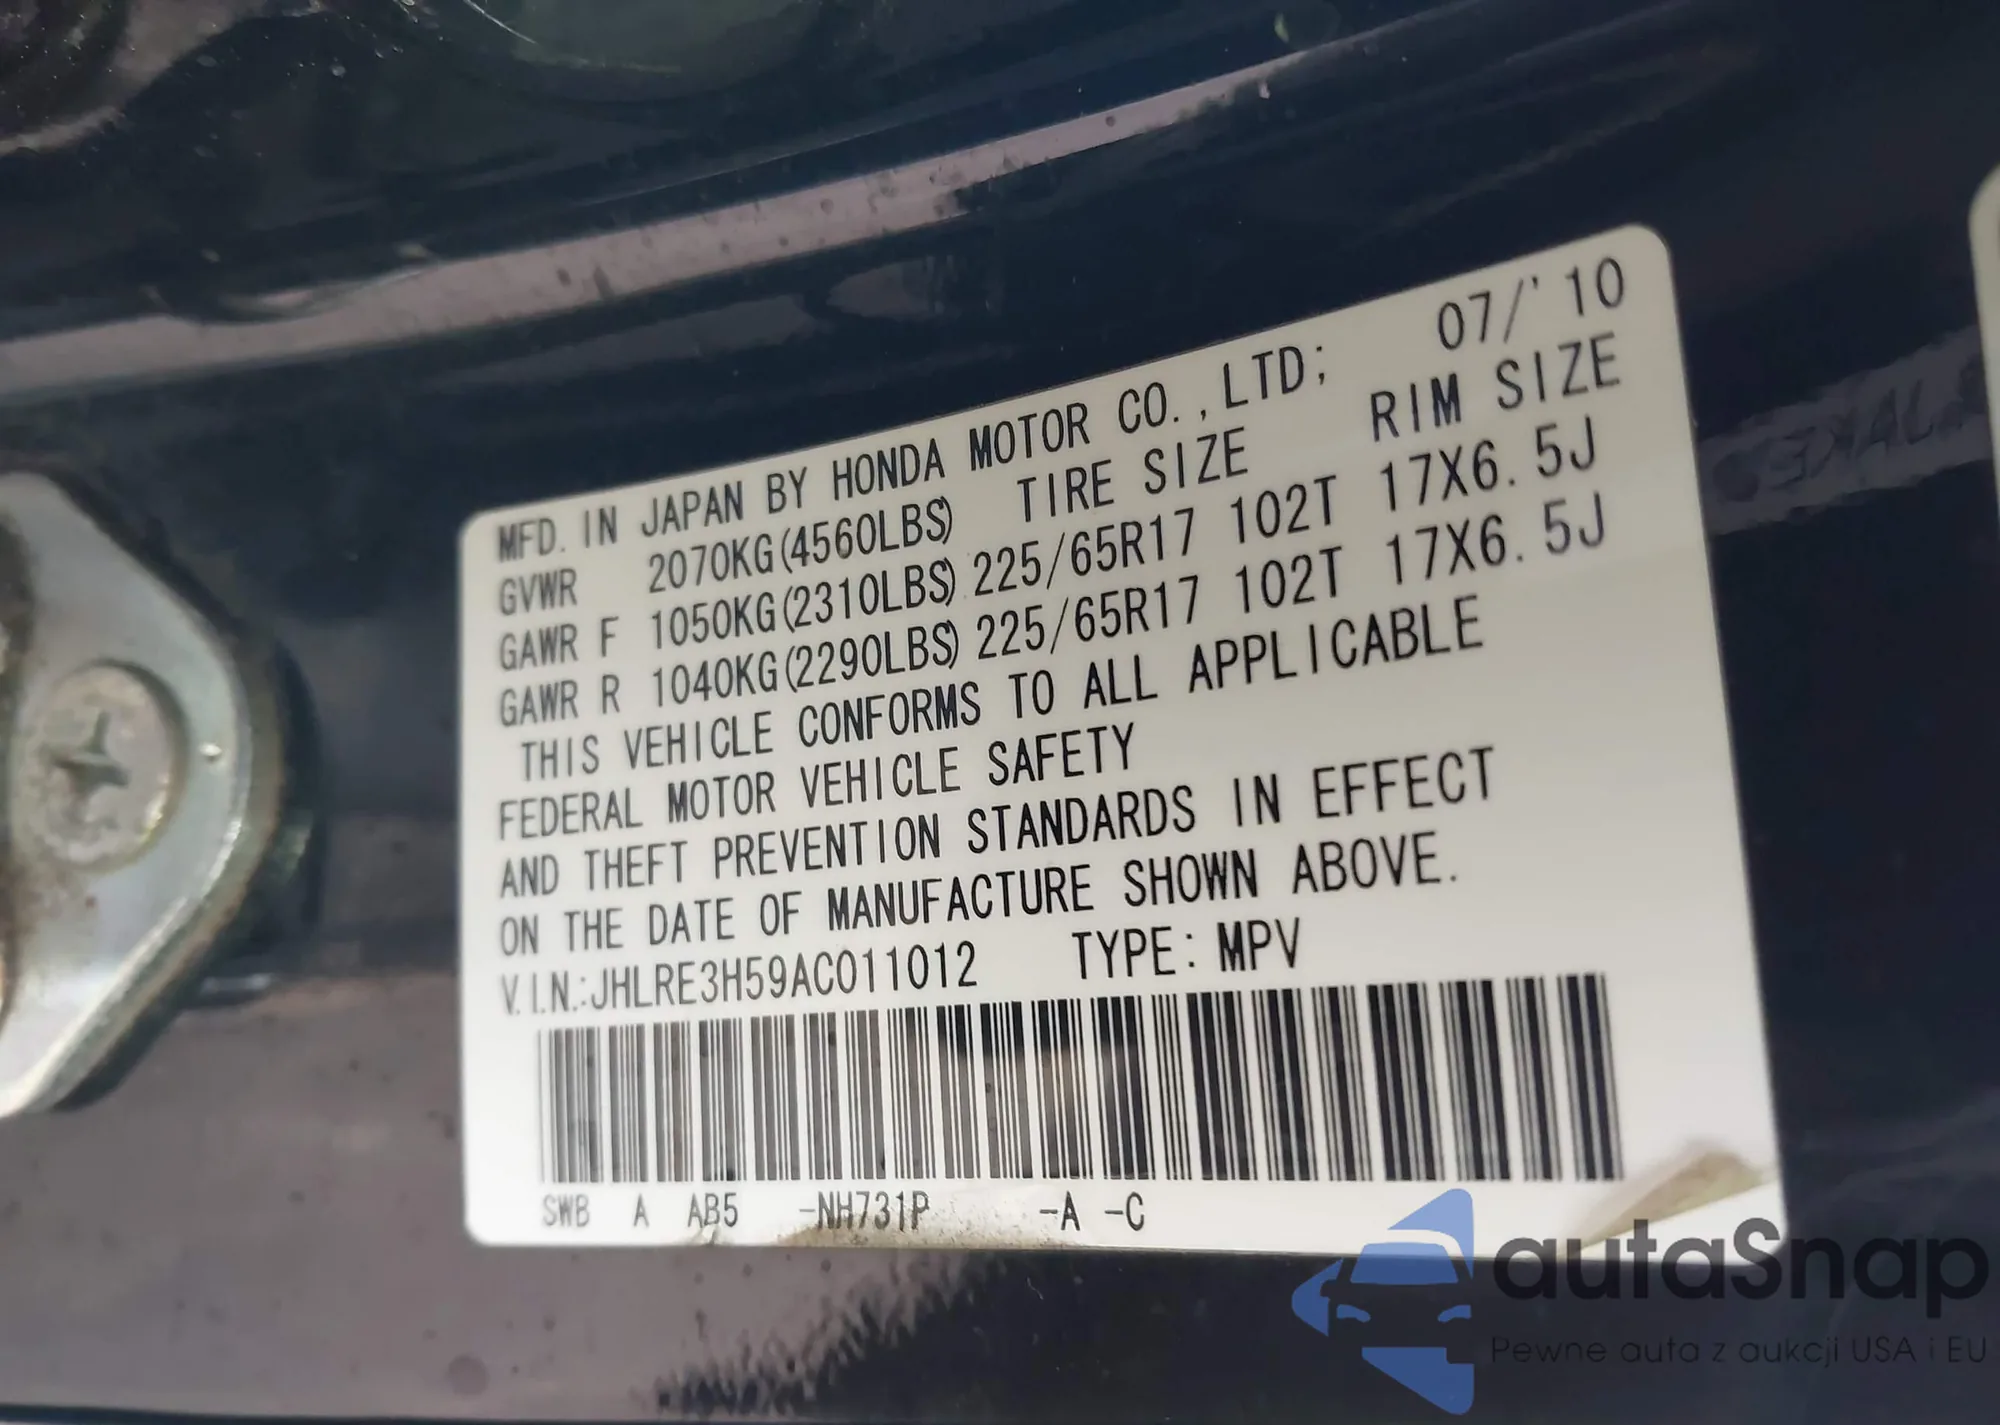 MFD. IN JAPAN BY HONDA MOTOR CO.,LTD; 07/'10
GVWR 2070KG(4560LBS) TIRE SIZE RIM SIZE
GAWR F 1050KG(2310LBS) 225/65R17 102T 17X6.5J
GAWR R 1040KG(2290LBS) 225/65R17 102T 17X6.5J
THIS VEHICLE CONFORMS TO ALL APPLICABLE
FEDERAL MOTOR VEHICLE SAFETY
AND THEFT PREVENTION STANDARDS IN EFFECT
ON THE DATE OF MANUFACTURE SHOWN ABOVE.
V.I.N.:JHLRE3H59AC011012 TYPE: MPV
SWB A AB5 -NH731P -A -C
autaSnap
Pewne auta z aukcji USA i EU